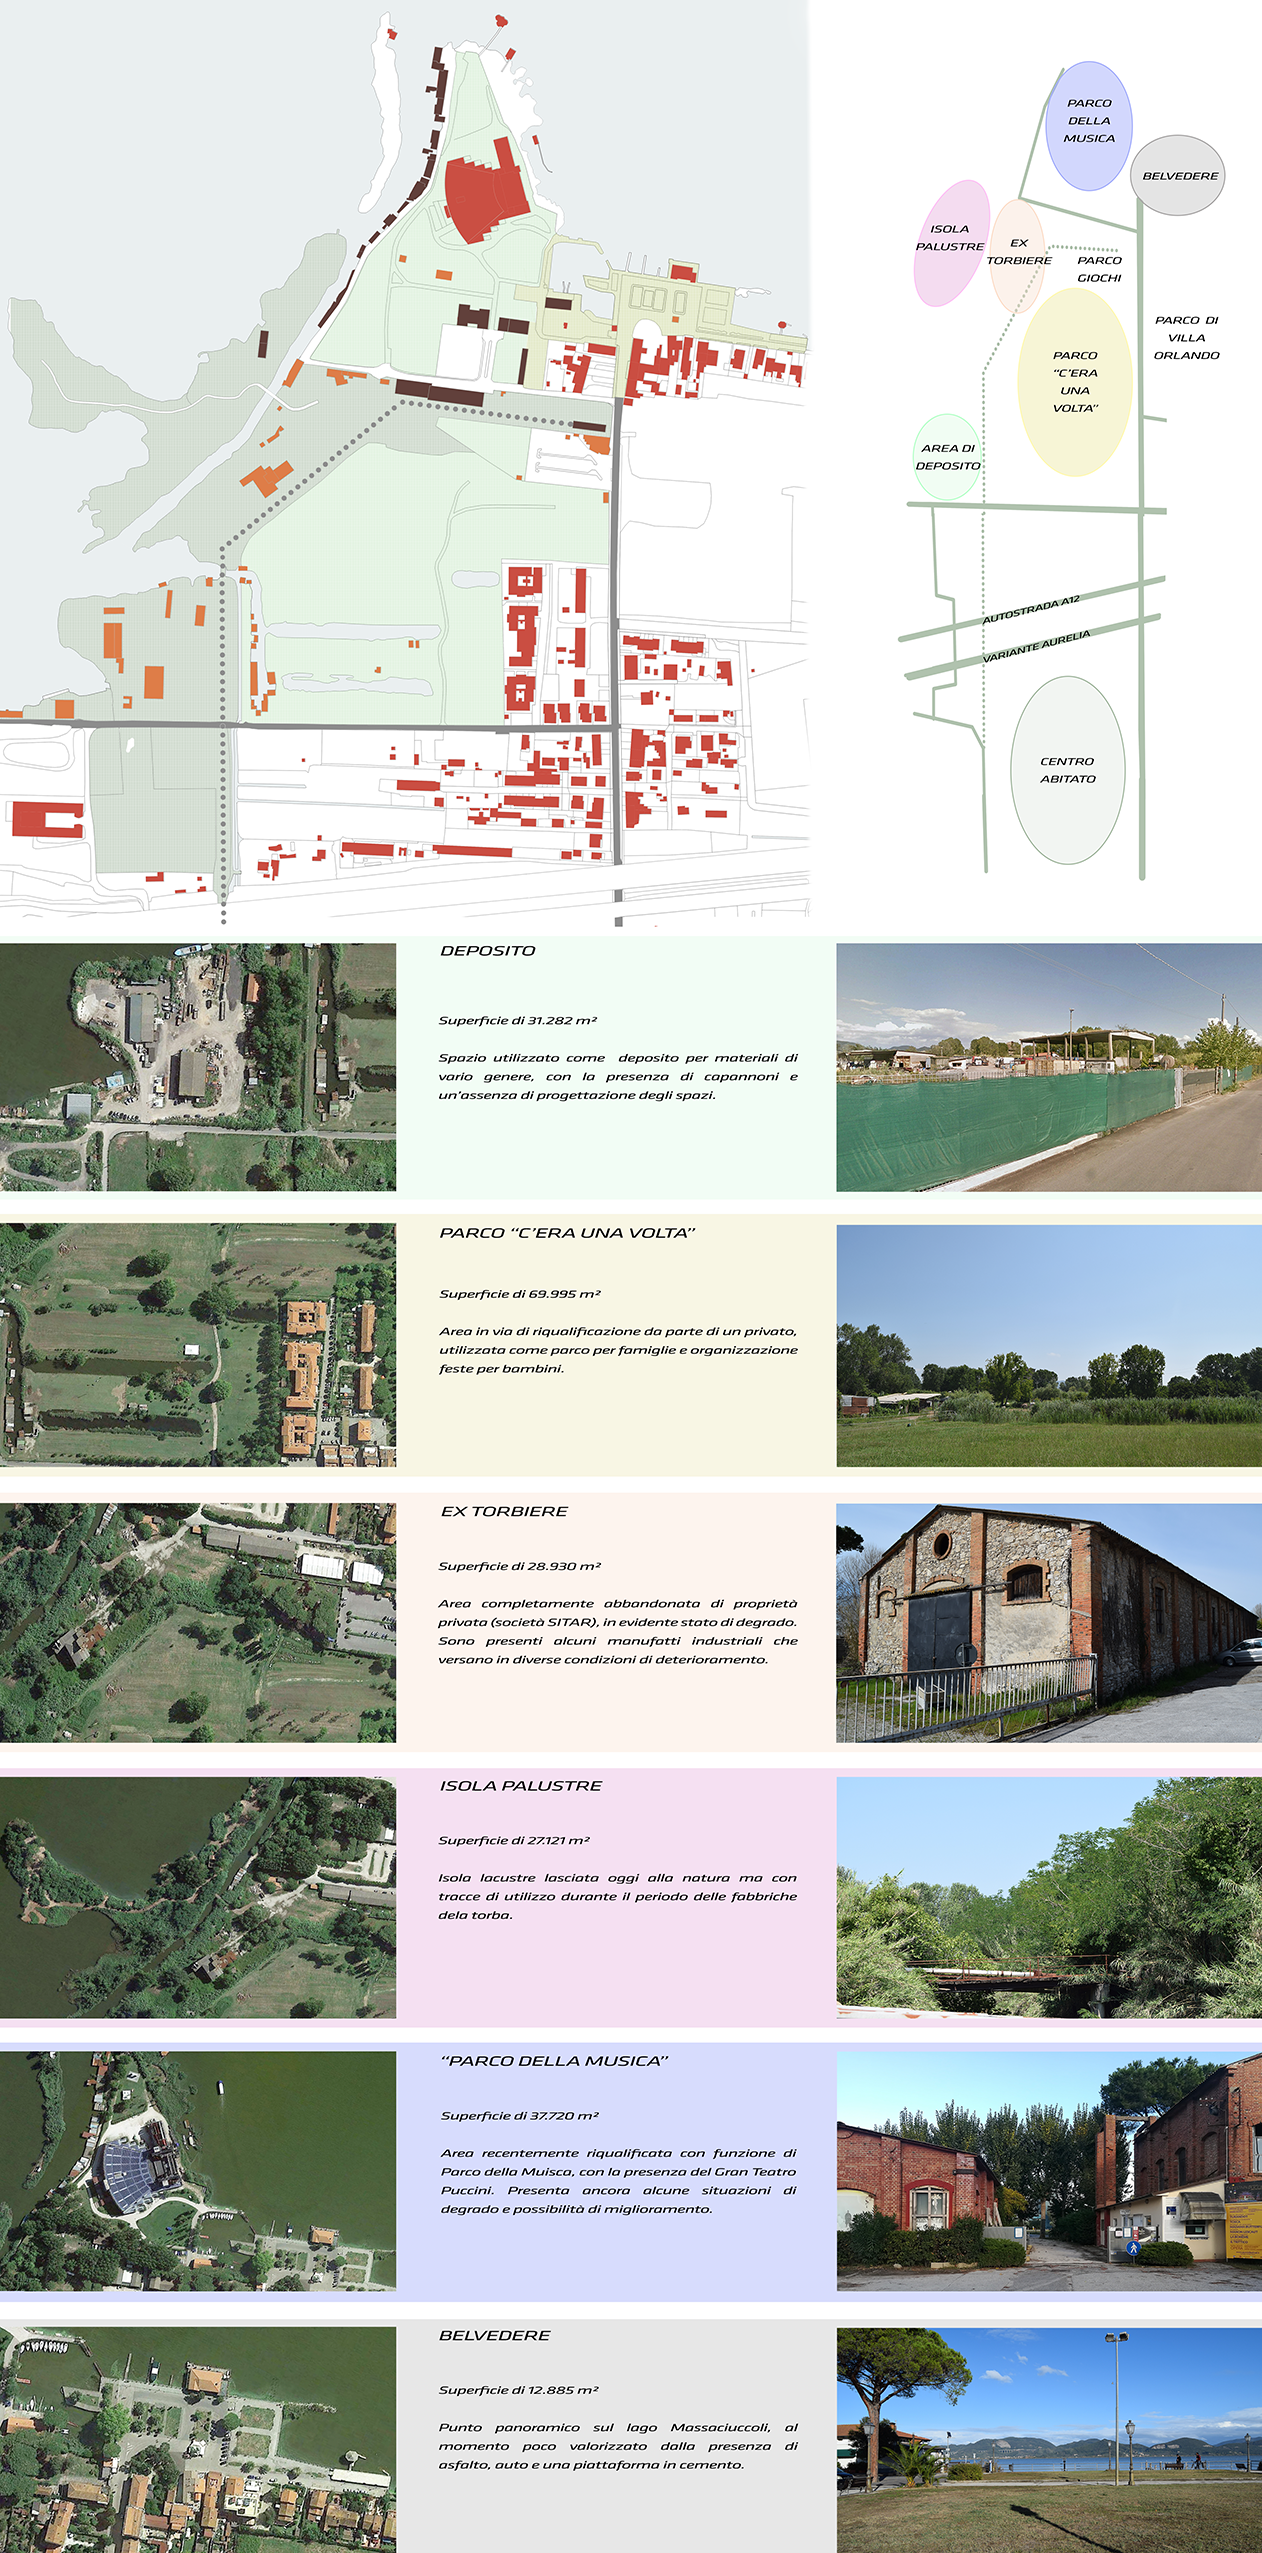 PARCO
DELLA
MUSICA
BELVEDERE
ISOLA
PALUSTRE
EX
TORBIERE
PARCO
GIOCHI
PARCO DI
VILLA
ORLANDO
PARCO
“C’ERA
UNA
VOLTA”
AREA DI
DEPOSITO
AUTOSTRADA A12
VARIANTE AURELIA
CENTRO
ABITATO
DEPOSITO
Superficie di 31.282 m²
Spazio utilizzato come deposito per materiali di
vario genere, con la presenza di capannoni e
un'assenza di progettazione degli spazi.
PARCO “C’ERA UNA VOLTA”
Superficie di 69.995 m²
Area in via di riqualificazione da parte di un privato,
utilizzata come parco per famiglie e organizzazione
feste per bambini.
EX TORBIERE
Superficie di 28.930 m²
Area completamente abbandonata di proprietà
privata (società SITAR), in evidente stato di degrado.
Sono presenti alcuni manufatti industriali che
versano in diverse condizioni di deterioramento.
ISOLA PALUSTRE
Superficie di 27.121 m²
Isola lacustre lasciata oggi alla natura ma con
tracce di utilizzo durante il periodo delle fabbriche
dela torba.
“PARCO DELLA MUSICA”
Superficie di 37.720 m²
Area recentemente riqualificata con funzione di
Parco della Muisca, con la presenza del Gran Teatro
Puccini. Presenta ancora alcune situazioni di
degrado e possibilità di miglioramento.
BELVEDERE
Superficie di 12.885 m²
Punto panoramico sul lago Massaciuccoli, al
momento poco valorizzato dalla presenza di
asfalto, auto e una piattaforma in cemento.